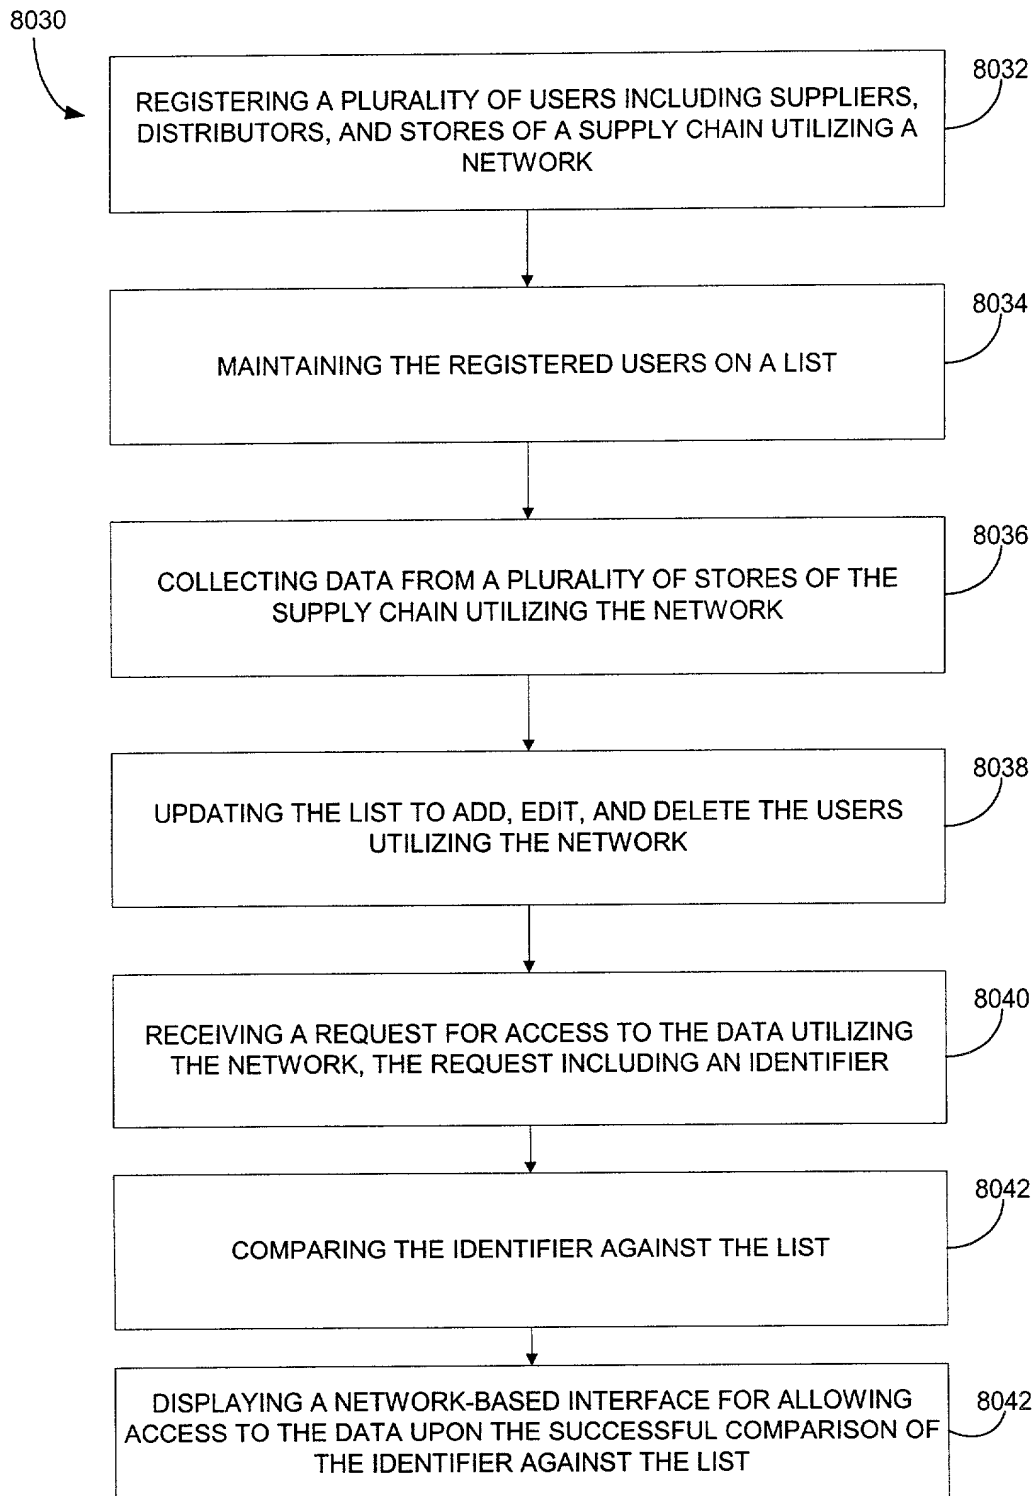 8030
8032
REGISTERING A PLURALITY OF USERS INCLUDING SUPPLIERS,
DISTRIBUTORS, AND STORES OF A SUPPLY CHAIN UTILIZING A
NETWORK
8034
MAINTAINING THE REGISTERED USERS ON A LIST
8036
COLLECTING DATA FROM A PLURALITY OF STORES OF THE
SUPPLY CHAIN UTILIZING THE NETWORK
8038
UPDATING THE LIST TO ADD, EDIT, AND DELETE THE USERS
UTILIZING THE NETWORK
8040
RECEIVING A REQUEST FOR ACCESS TO THE DATA UTILIZING
THE NETWORK, THE REQUEST INCLUDING AN IDENTIFIER
8042
COMPARING THE IDENTIFIER AGAINST THE LIST
8042
DISPLAYING A NETWORK-BASED INTERFACE FOR ALLOWING
ACCESS TO THE DATA UPON THE SUCCESSFUL COMPARISON OF
THE IDENTIFIER AGAINST THE LIST